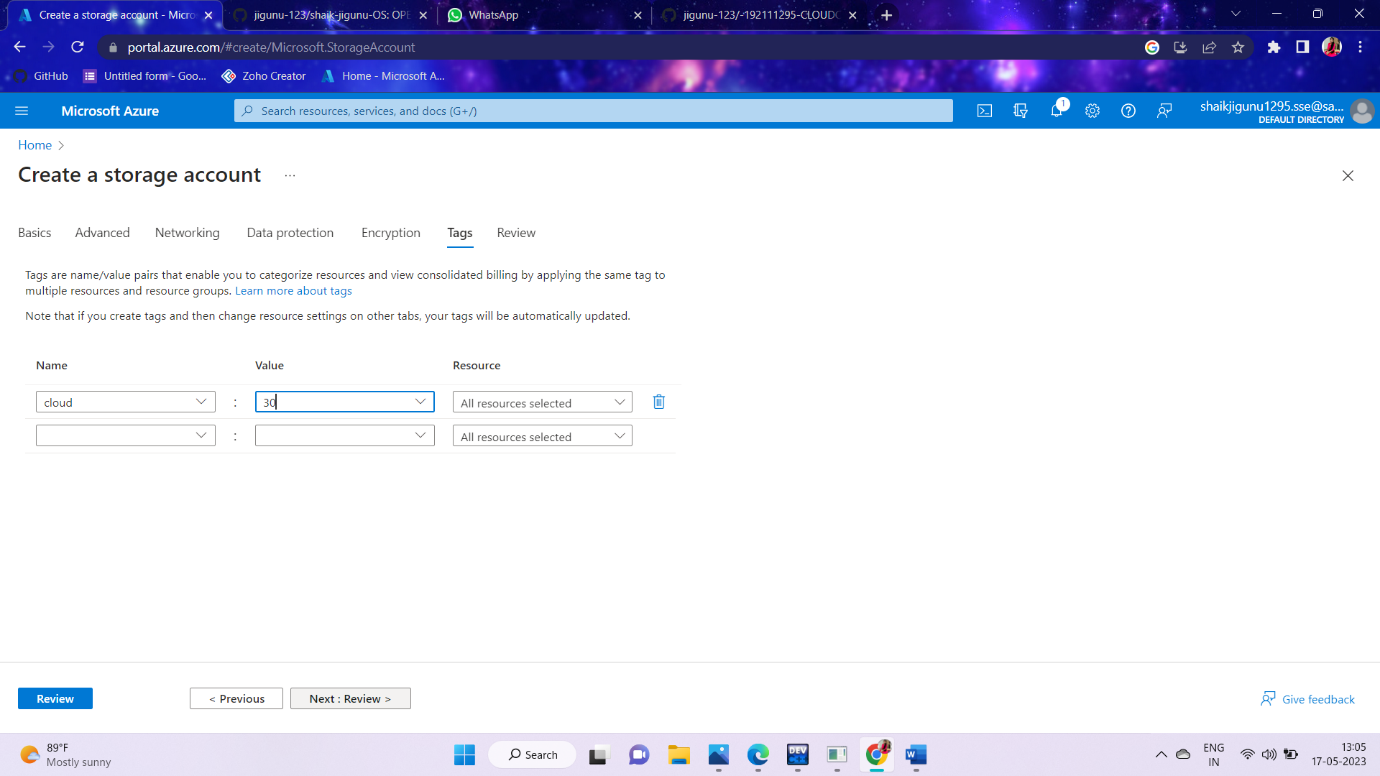 Create a storage account - Micro
jigunu-123/shaik-jigunu-OS: OPE
WhatsApp
jigunu-123/-192111295-CLOUDC
portal.azure.com/#create/Microsoft.StorageAccount
GitHub
Untitled form - Goo...
Zoho Creator
Home - Microsoft A...
Microsoft Azure
Search resources, services, and docs (G+/)
1
shaikjigunu1295.sse@sa...
DEFAULT DIRECTORY
Home >
Create a storage account ...
Basics Advanced Networking Data protection Encryption Tags Review
Tags are name/value pairs that enable you to categorize resources and view consolidated billing by applying the same tag to
multiple resources and resource groups. Learn more about tags
Note that if you create tags and then change resource settings on other tabs, your tags will be automatically updated.
Name Value Resource
cloud : 30 All resources selected
: All resources selected
Review < Previous Next : Review > Give feedback
89°F
Mostly sunny
Search
DEV
ENG
IN
13:05
17-05-2023